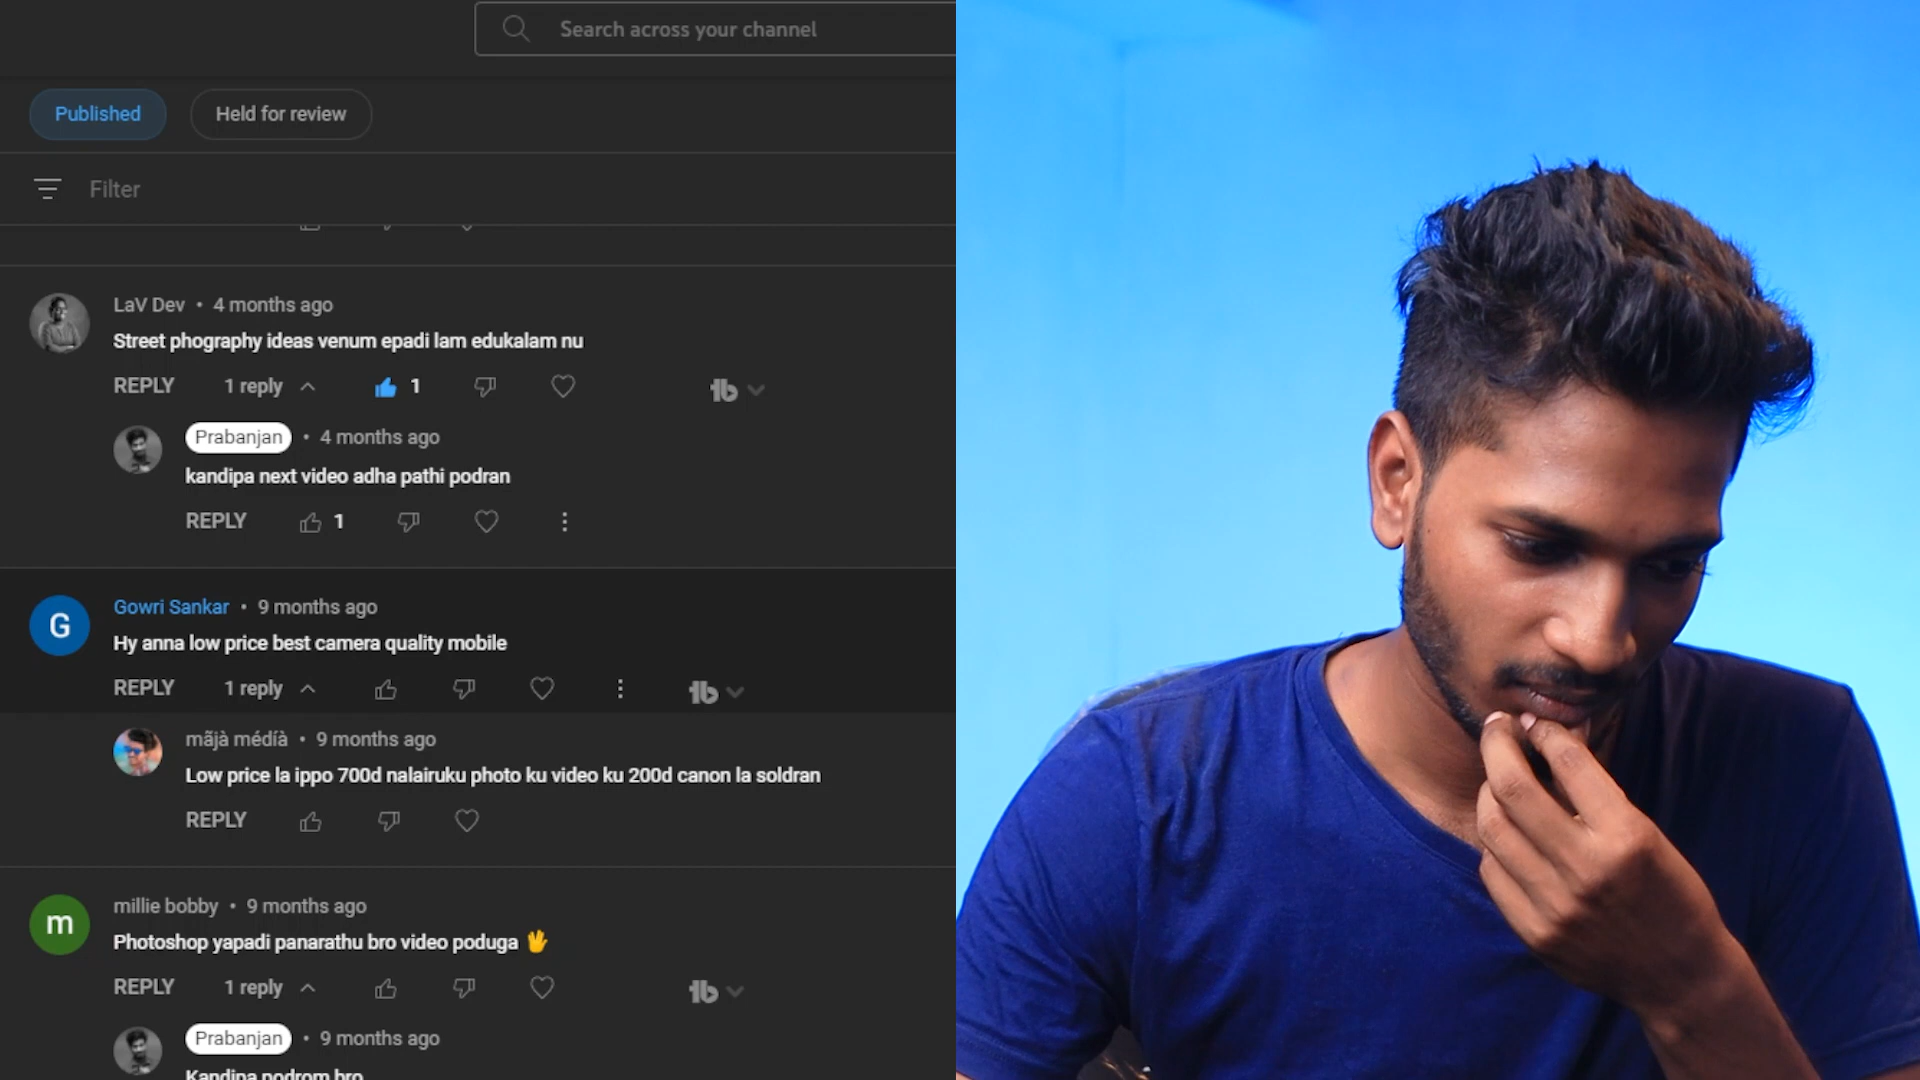 Search across your channel
Published
Held for review
Filter
LaV Dev • 4 months ago
Street phography ideas venum epadi lam edukalam nu
REPLY 1 reply 1
Prabanjan • 4 months ago
kandipa next video adha pathi podran
REPLY 1
G
Gowri Sankar • 9 months ago
Hy anna low price best camera quality mobile
REPLY 1 reply
mãjà médíà • 9 months ago
Low price la ippo 700d nalairuku photo ku video ku 200d canon la soldran
REPLY
m
millie bobby • 9 months ago
Photoshop yapadi panarathu bro video poduga 🖖
REPLY 1 reply
Prabanjan • 9 months ago
Kandipa podrom bro